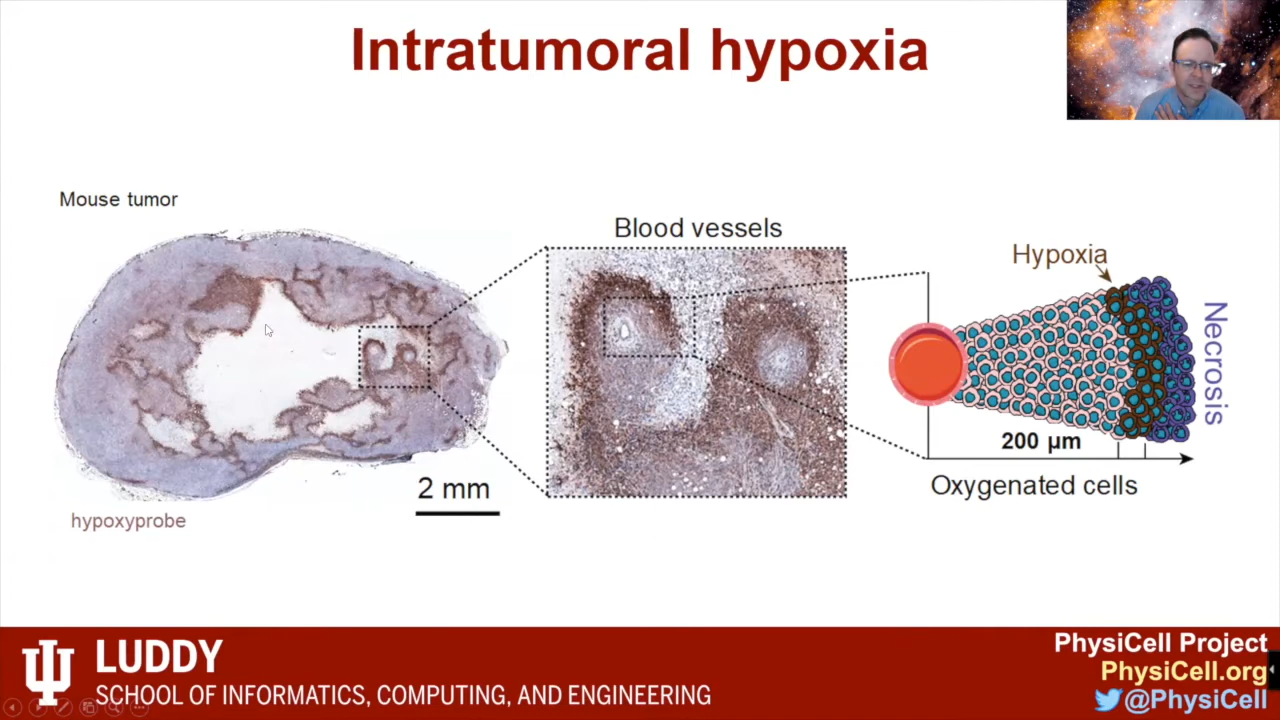 Intratumoral hypoxia
Mouse tumor
Blood vessels
Hypoxia
Necrosis
200 µm
2 mm
Oxygenated cells
hypoxyprobe
LUDDY
SCHOOL OF INFORMATICS, COMPUTING, AND ENGINEERING
PhysiCell Project
PhysiCell.org
@PhysiCell